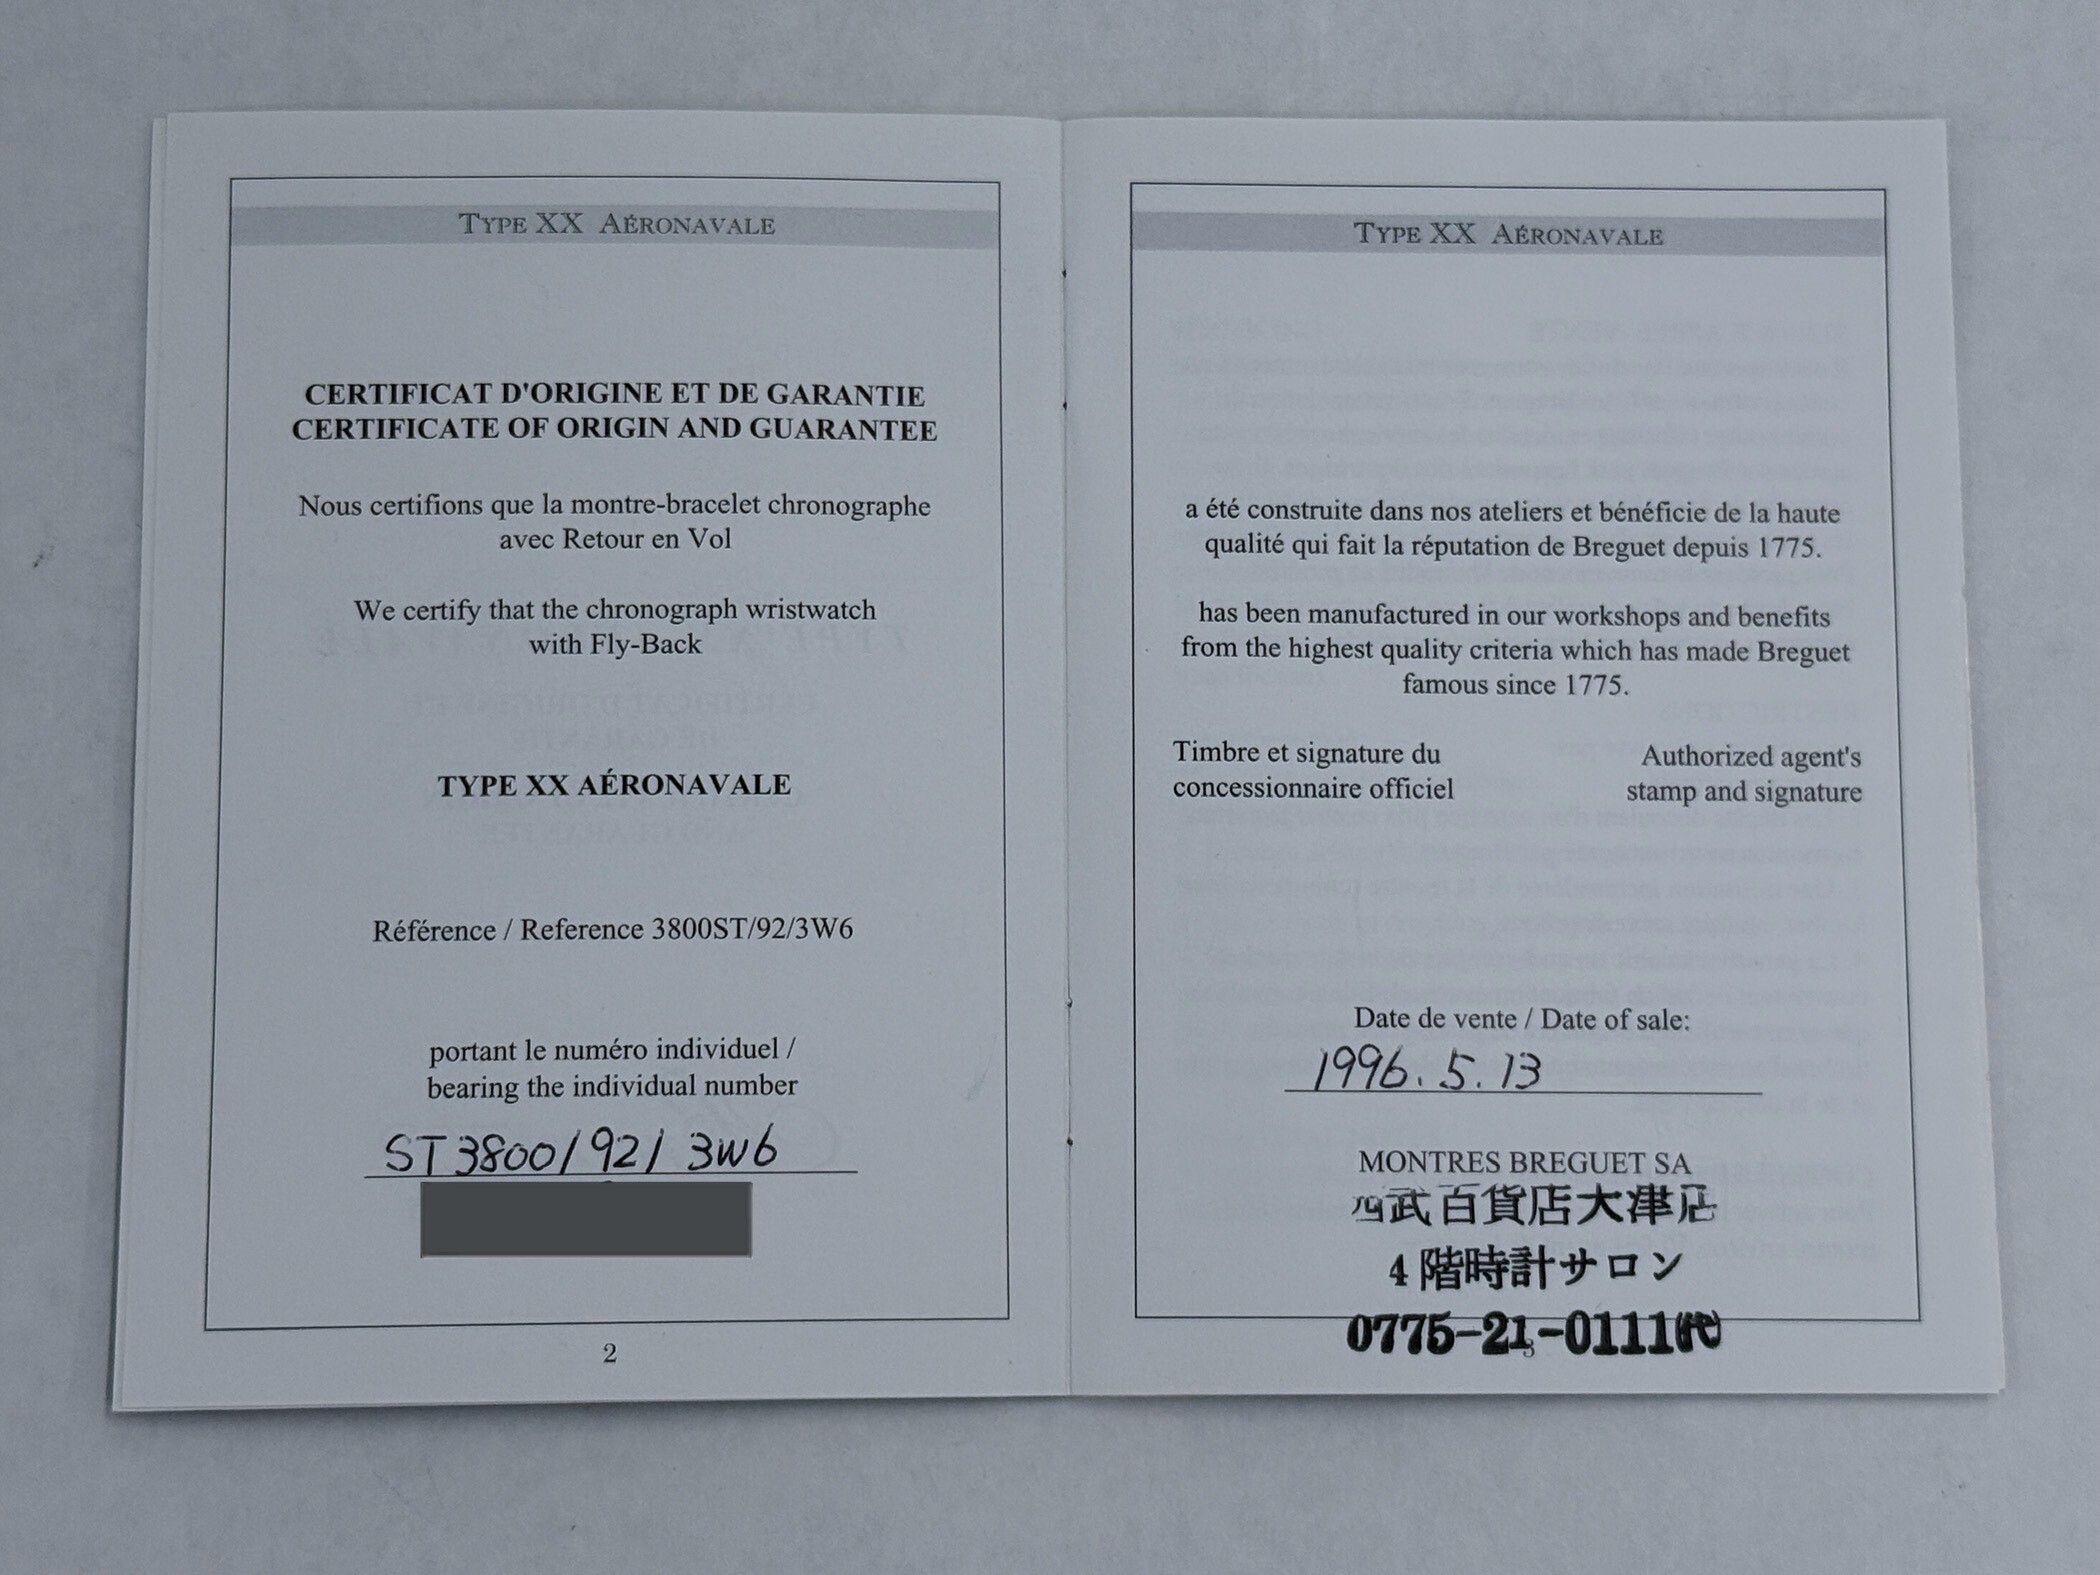 TYPE XX AÉRONAVALE
CERTIFICAT D'ORIGINE ET DE GARANTIE
CERTIFICATE OF ORIGIN AND GUARANTEE
Nous certifions que la montre-bracelet chronographe
avec Retour en Vol
We certify that the chronograph wristwatch
with Fly-Back
TYPE XX AÉRONAVALE
Référence / Reference 3800ST/92/3W6
portant le numéro individuel /
bearing the individual number
ST3800/92/3W6
2
TYPE XX AÉRONAVALE
a été construite dans nos ateliers et bénéficie de la haute
qualité qui fait la réputation de Breguet depuis 1775.
has been manufactured in our workshops and benefits
from the highest quality criteria which has made Breguet
famous since 1775.
Timbre et signature du
concessionnaire officiel
Authorized agent's
stamp and signature
Date de vente / Date of sale:
1996.5.13
MONTRES BREGUET SA
西武百貨店大津店
4階時計サロン
0775-21-0111(代)
3